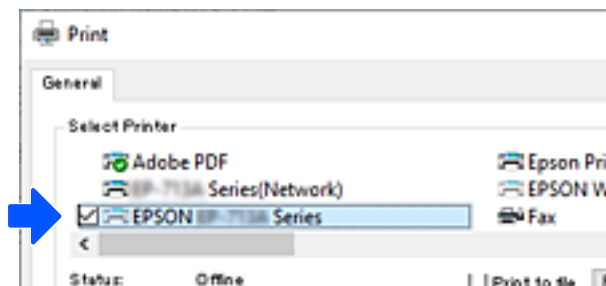 Print
General
Select Printer
Adobe PDF
Epson Pri
Series(Network)
EPSON W
EPSON Series
Fax
Status: Offline
Print to file